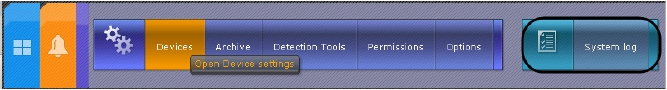 Devices Archive Detection Tools Permissions Options System log
Open Device settings